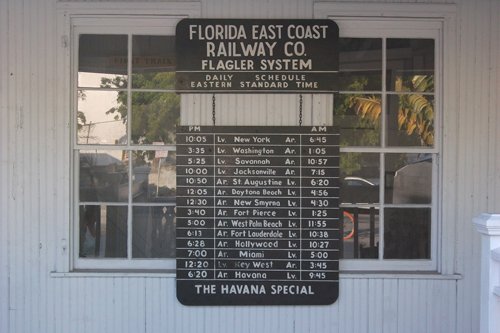 FLORIDA EAST COAST
RAILWAY CO.
FLAGLER SYSTEM
DAILY SCHEDULE
EASTERN STANDARD TIME
PM AM
10:05 Lv. New York Ar. 6:45
3:35 Lv. Washington Ar. 1:05
5:25 Lv. Savannah Ar. 10:57
10:00 Lv. Jacksonville Ar. 7:15
10:50 Ar. St. Augustine Lv. 6:20
12:05 Ar. Daytona Beach Lv. 4:56
12:30 Ar. New Smyrna Lv. 4:30
3:40 Ar. Fort Pierce Lv. 1:25
5:00 Ar. West Palm Beach Lv. 11:55
6:13 Ar. Fort Lauderdale Lv. 10:38
6:28 Ar. Hollywood Lv. 10:27
7:00 Ar. Miami Lv. 5:00
12:20 Lv. Key West Ar. 3:45
6:20 Ar. Havana Lv. 9:45
THE HAVANA SPECIAL